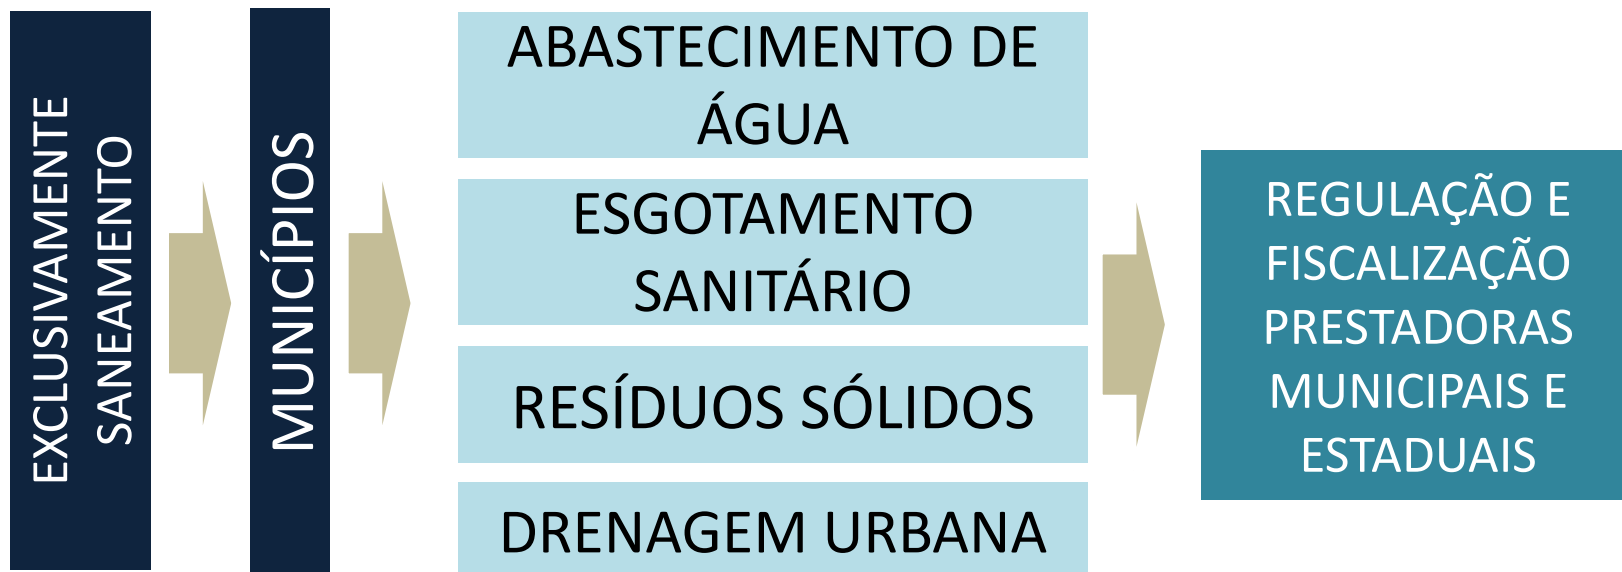 EXCLUSIVAMENTE
SANEAMENTO
MUNICÍPIOS
ABASTECIMENTO DE
ÁGUA
ESGOTAMENTO
SANITÁRIO
RESÍDUOS SÓLIDOS
DRENAGEM URBANA
REGULAÇÃO E
FISCALIZAÇÃO
PRESTADORAS
MUNICIPAIS E
ESTADUAIS